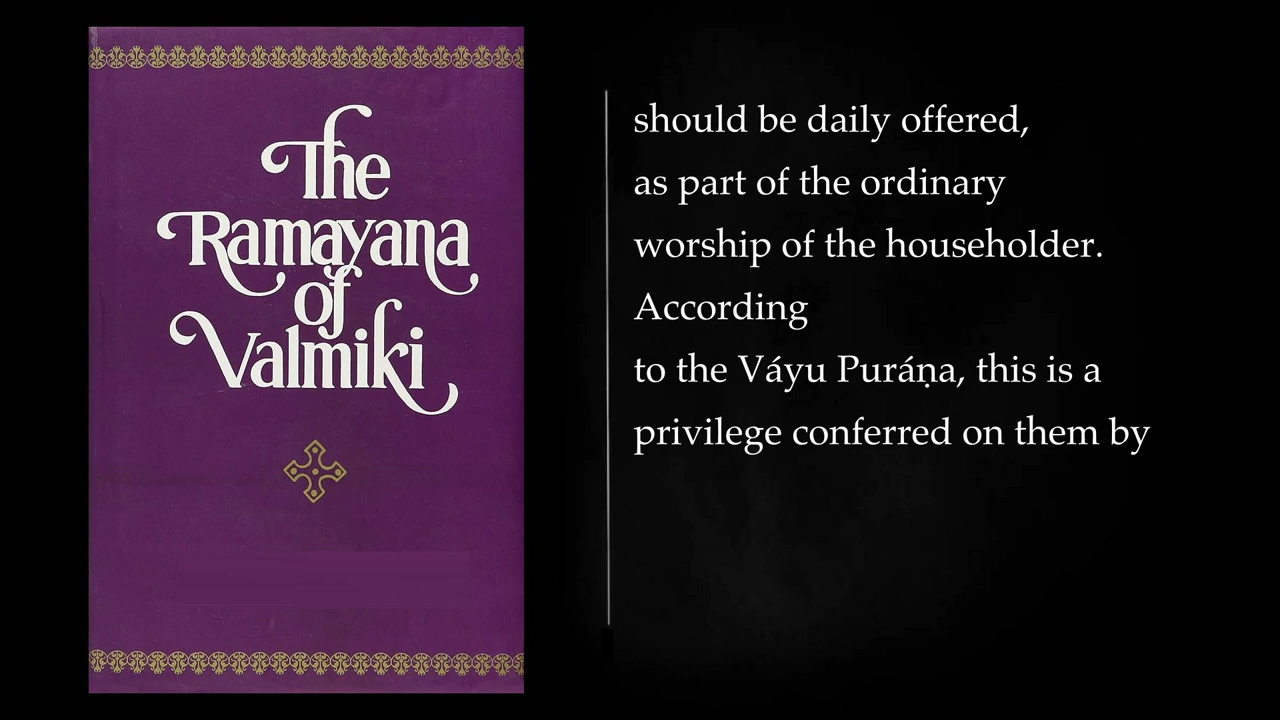 The
Ramayana
of
Valmiki
should be daily offered,
as part of the ordinary
worship of the householder.
According
to the Váyu Puráṇa, this is a
privilege conferred on them by